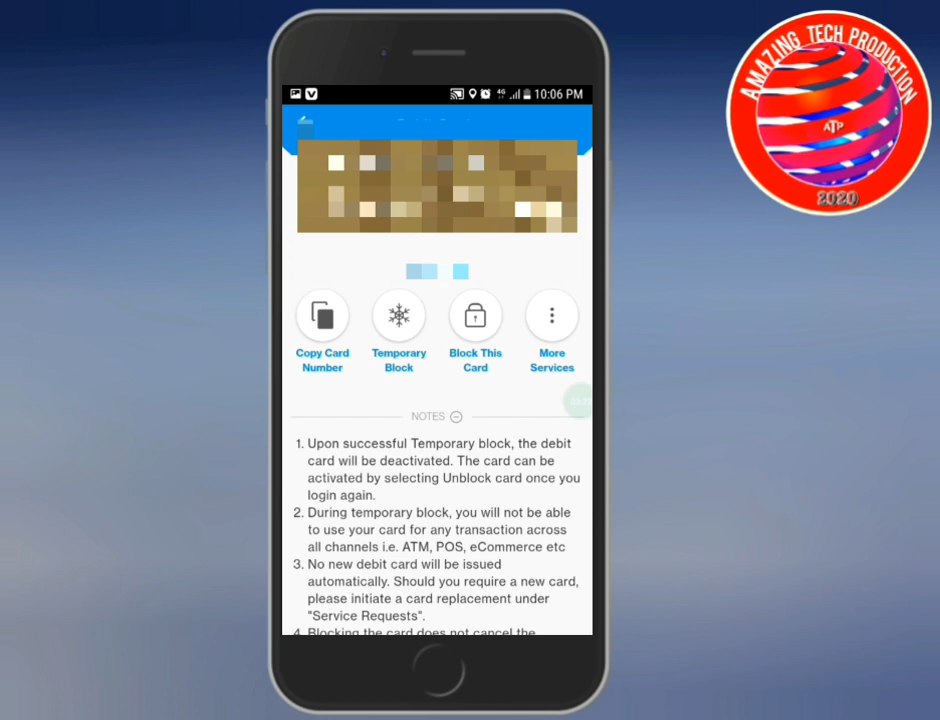 10:06 PM
4G
AMAZING TECH PRODUCTION
ATP
2020
Copy Card
Number
Temporary
Block
Block This
Card
More
Services
NOTES
1. Upon successful Temporary block, the debit
card will be deactivated. The card can be
activated by selecting Unblock card once you
login again.
2. During temporary block, you will not be able
to use your card for any transaction across
all channels i.e. ATM, POS, eCommerce etc
3. No new debit card will be issued
automatically. Should you require a new card,
please initiate a card replacement under
"Service Requests".
4. Blocking the card does not cancel the